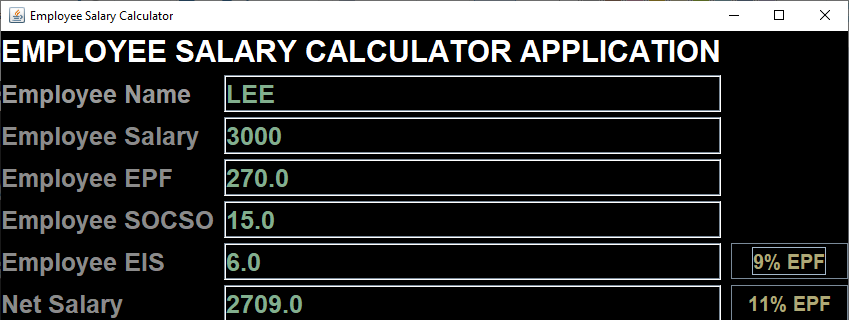 Employee Salary Calculator
EMPLOYEE SALARY CALCULATOR APPLICATION
Employee Name LEE
Employee Salary 3000
Employee EPF 270.0
Employee SOCSO 15.0
Employee EIS 6.0 9% EPF
Net Salary 2709.0 11% EPF